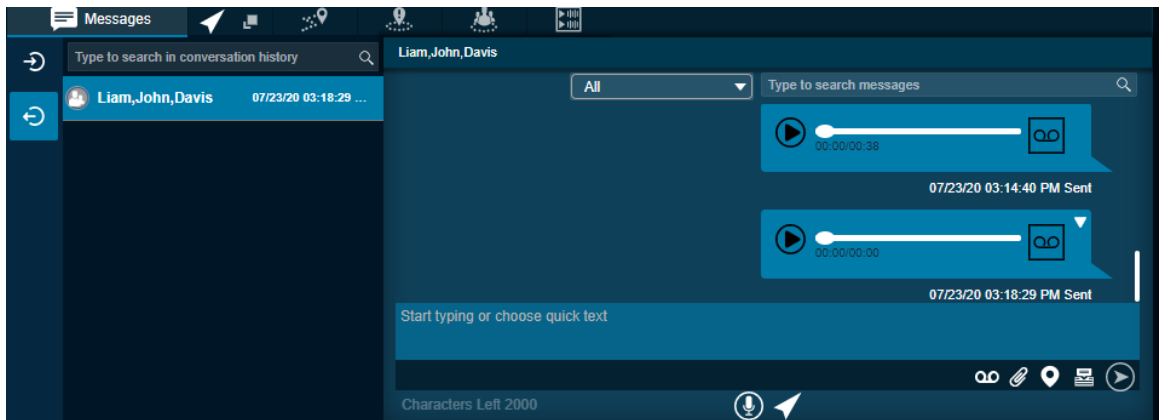 Messages
Type to search in conversation history
Liam,John,Davis 07/23/20 03:18:29 ...
Liam,John,Davis
All
Type to search messages
00:00/00:38
07/23/20 03:14:40 PM Sent
00:00/00:00
07/23/20 03:18:29 PM Sent
Start typing or choose quick text
Characters Left 2000